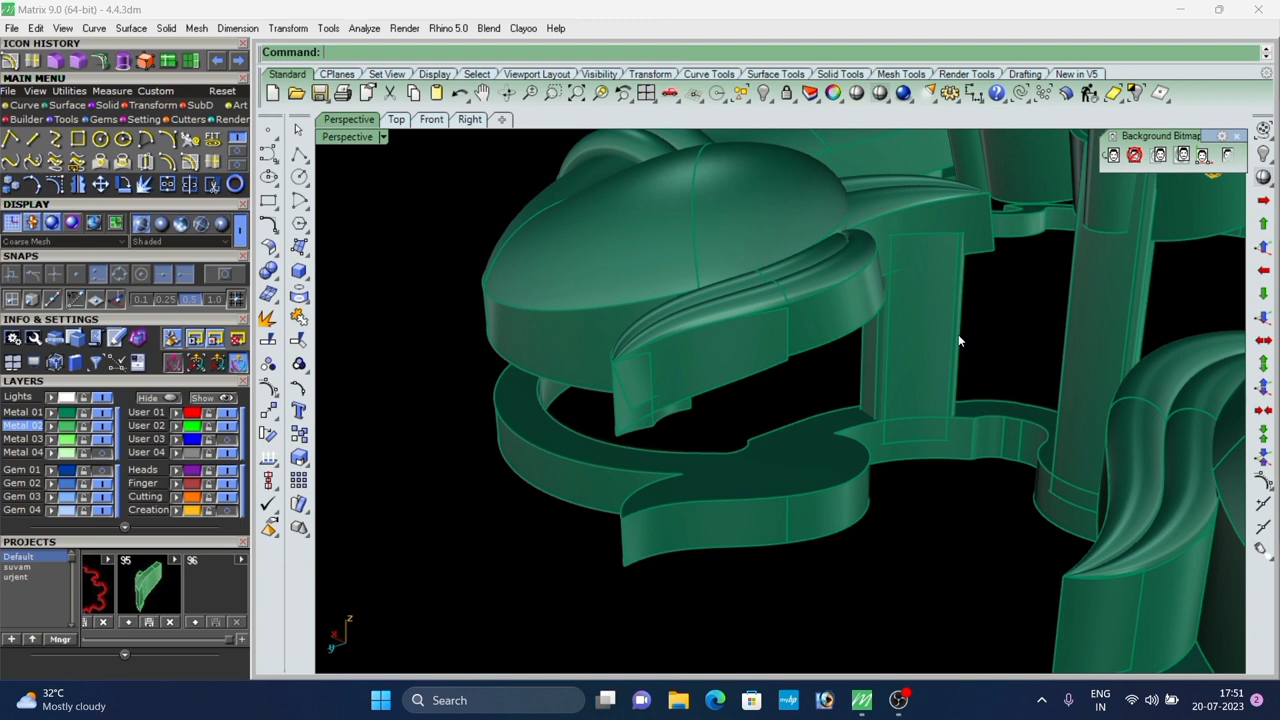 Matrix 9.0 (64-bit) - 4.4.3dm
File Edit View Curve Surface Solid Mesh Dimension Transform Tools Analyze Render Rhino 5.0 Blend Clayoo Help
ICON HISTORY
Command:
MAIN MENU
Standard CPlanes Set View Display Select Viewport Layout Visibility Transform Curve Tools Surface Tools Solid Tools Mesh Tools Render Tools Drafting New in V5
File View Utilities Measure Custom Reset
Curve Surface Solid Transform SubD Art
Builder Tools Gems Setting Cutters Render
Perspective Top Front Right
Perspective
Background Bitmap
FIT
DISPLAY
Coarse Mesh Shaded
SNAPS
0.1 0.25 0.5 1.0
INFO & SETTINGS
LAYERS
Lights Hide Show
Metal 01 User 01
Metal 02 User 02
Metal 03 User 03
Metal 04 User 04
Gem 01 Heads
Gem 02 Finger
Gem 03 Cutting
Gem 04 Creation
PROJECTS
Default 95 96
suvam
urjent
Mngr
z
x
y
32°C
Mostly cloudy
Search
ENG
IN
17:51
20-07-2023
2